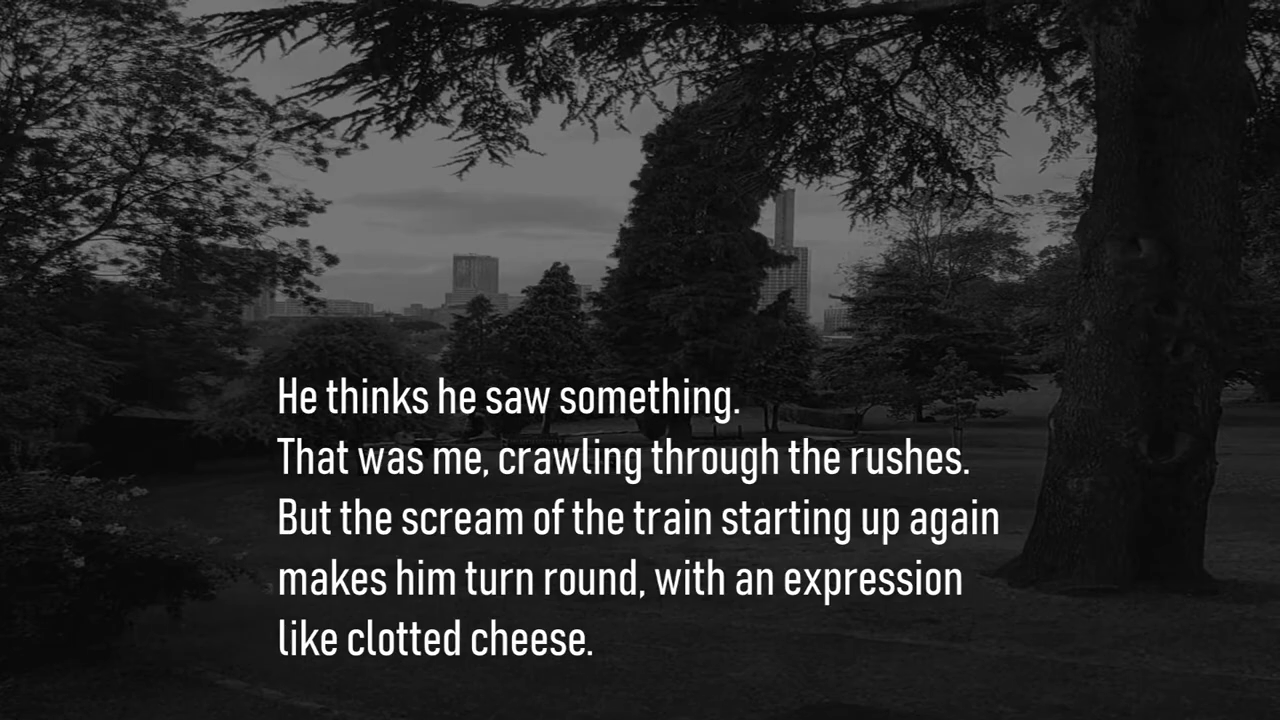 He thinks he saw something.
That was me, crawling through the rushes.
But the scream of the train starting up again
makes him turn round, with an expression
like clotted cheese.